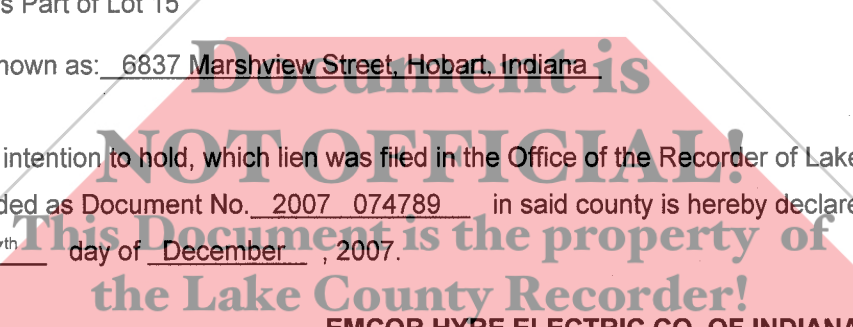 s Part of Lot 15
nown as: 6837 Marshview Street, Hobart, Indiana
Document is
intention to hold, which lien was filed in the Office of the Recorder of Lake
NOT OFFICIAL!
ded as Document No. 2007 074789 in said county is hereby declare
This Document is the property of
th day of December , 2007.
the Lake County Recorder!
EMCOR HYRE ELECTRIC CO. OF INDIANA